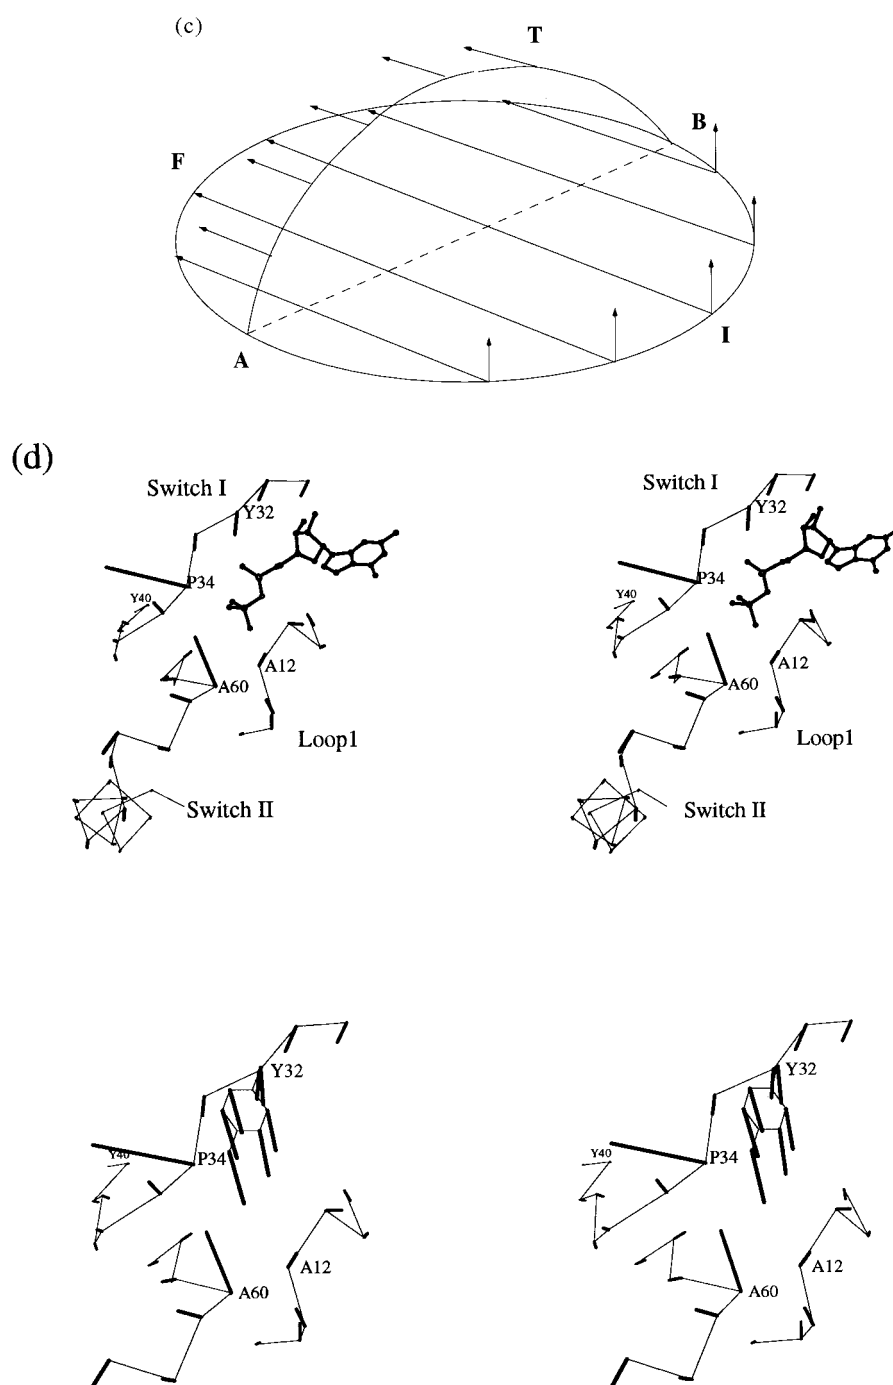 (c)
T
B
F
A
I
(d)
Switch I
Y32
P34
Y40
A12
A60
Loop1
Switch II
Switch I
Y32
P34
Y40
A12
A60
Loop1
Switch II
Y32
Y40
P34
A12
A60
Y32
Y40
P34
A12
A60